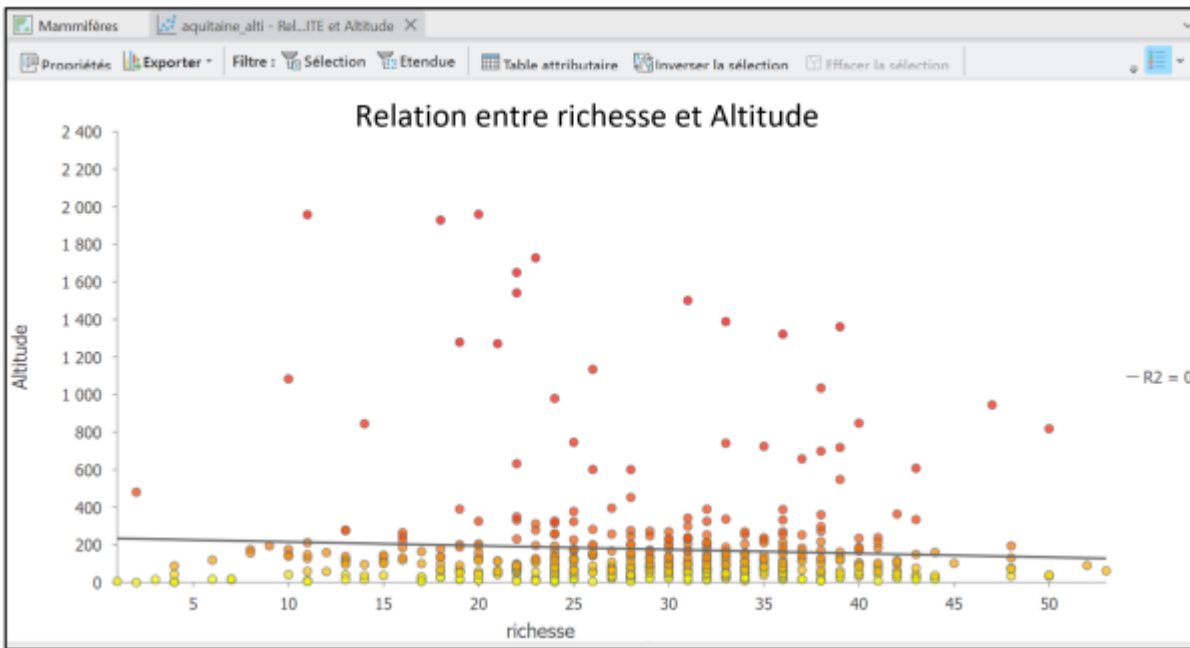 Mammifères aquitaine_alti - Rel...ITE et Altitude
Propriétés Exporter Filtre : Sélection Etendue Table attributaire Inverser la sélection Effacer la sélection
Relation entre richesse et Altitude
2 400
2 200
2 000
1 800
1 600
1 400
1 200
1 000
800
600
400
200
0
Altitude
R2 = 0
5 10 15 20 25 30 35 40 45 50
richesse